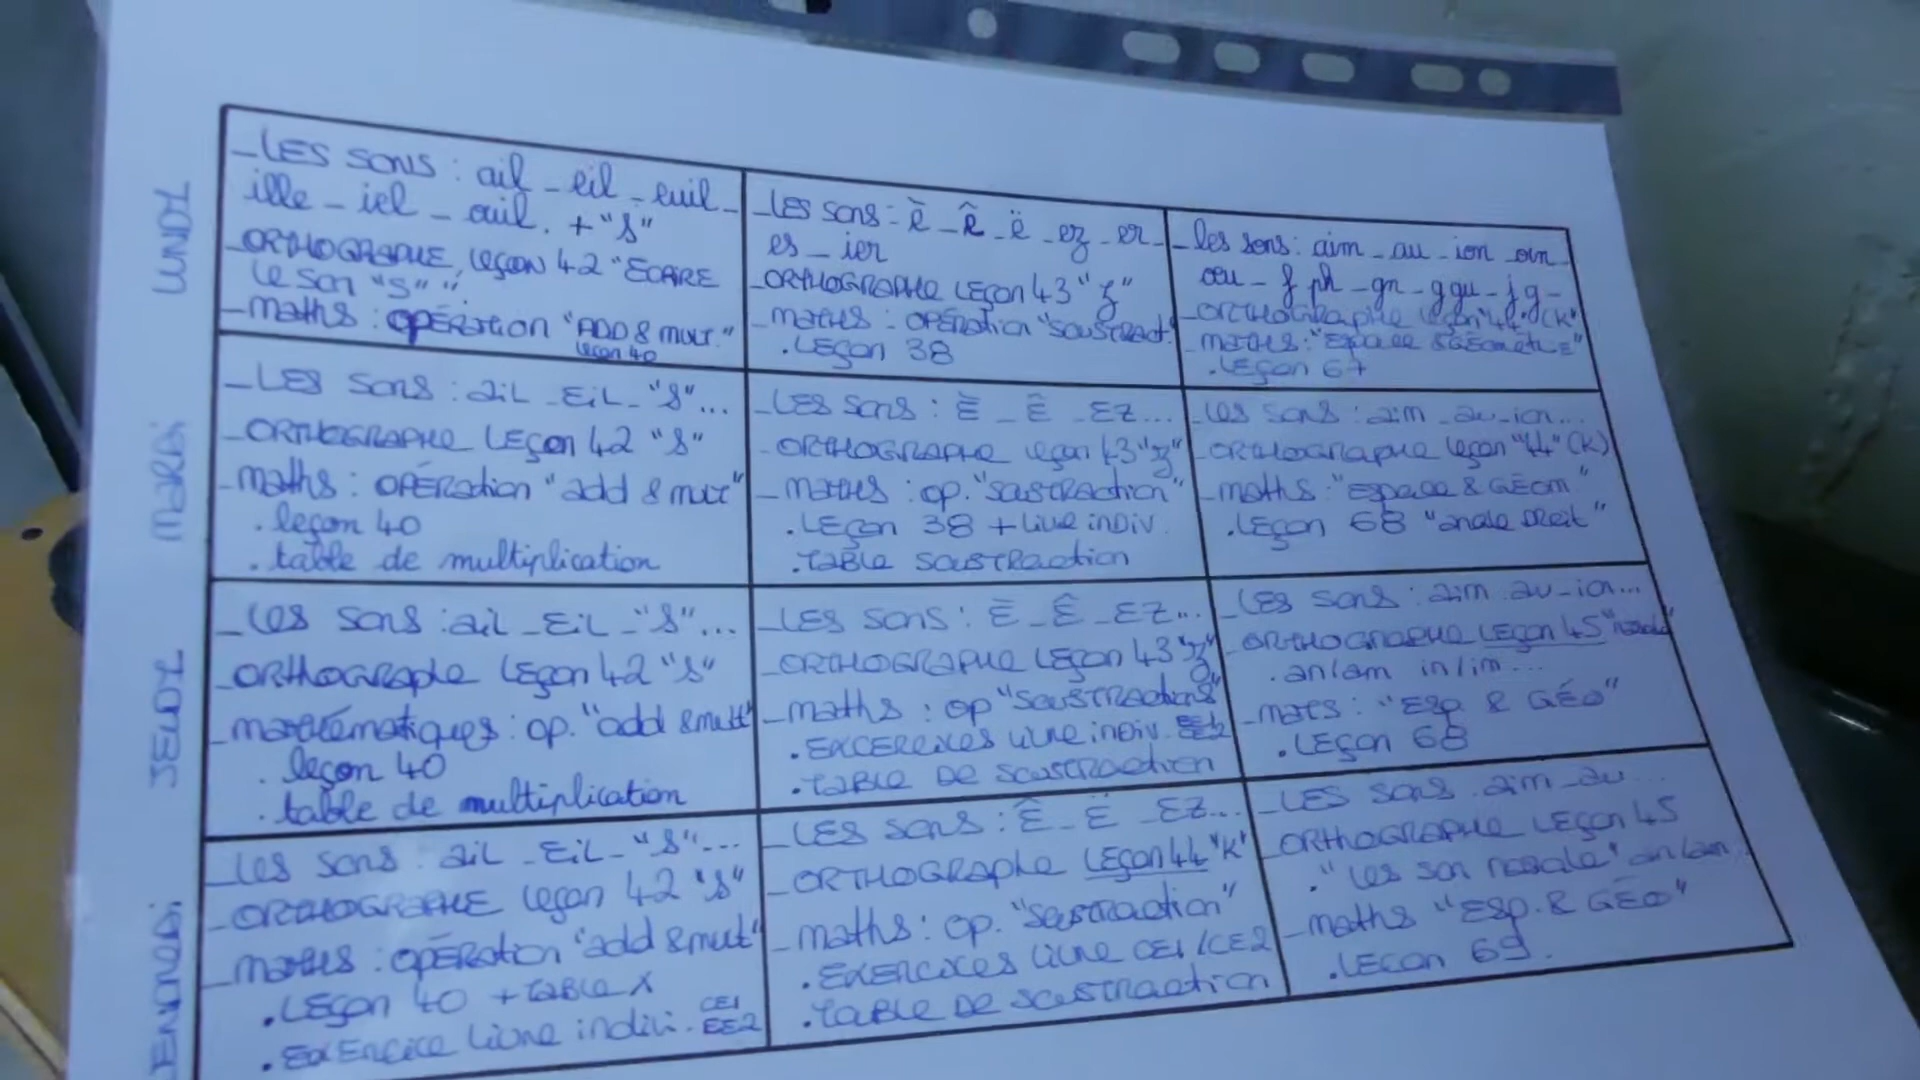 LUNDI
_LES SONS : ail _ eil _ euil _
ille _ iel _ ouil. + "S"
_ORTHOGRAPHE, leçon 42 "ECRIRE
le son "S" ".
_maths : OPÉRATION "ADD & mult."
leçon 40
_Les sons : è _ ê _ ë _ ez _ er _
es _ ier
_ORTHOGRAPHE Leçon 43 "z"
_maths : OPÉRATION "soustract."
.Leçon 38
_les sons : aim _ au _ ion _ oin _
oeu _ f ph _ gn _ g gu _ j g _
_ORTHOGRAPHE leçon "44" (K"
_maths : "Espace & Géométrie"
.Leçon 67
MARDI
_LES SONS : ail _ EiL _ "S"...
_ORTHOGRAPHE Leçon 42 "S"
_maths : OPÉRATION "add & mult"
. leçon 40
. table de multiplication
_LES SONS : È _ Ê _ EZ...
_ORTHOGRAPHE leçon 43 "z"
_maths : op. "soustraction"
.Leçon 38 + Livre indiv.
.Table soustraction
_Les sons : aim _ au _ ion...
_ORTHOGRAPHE leçon "44" (K)
_maths : "Espace & GÉOM"
.Leçon 68 "angle Droit"
JEUDI
_Les sons : ail _ EiL _ "S"...
_Orthographe Leçon 42 "S"
_mathématiques : op. "add & mult"
. leçon 40
. table de multiplication
_LES SONS : È _ Ê _ EZ...
_ORTHOGRAPHE Leçon 43 "z"
_maths : op "soustractions"
. EXCERCICES livre indiv.
. TABLE DE soustraction
_Les sons : aim _ au _ ion...
_ORTHOGRAPHE Leçon 45
. an/am in/im...
_maths : "Esp. & GÉO"
. Leçon 68
VENDREDI
_Les sons : ail _ EiL _ "S"...
_ORTHOGRAPHE leçon 42 "S"
_maths : opÉRation "add & mult"
. Leçon 40 + TABLE X
. EXERCICE Livre indiv. CE1
CE2
_LES SONS : Ê _ Ë _ EZ...
_ORTHOGRAPHE Leçon 44 "K"
_maths : op. "soustraction"
. EXERCICES livre CE1/CE2
. TABLE DE soustraction
_LES SONS : aim _ au...
_ORTHOGRAPHE Leçon 45
. "Les son nasale" an/am
_maths "Esp. & GÉO"
. Leçon 69.